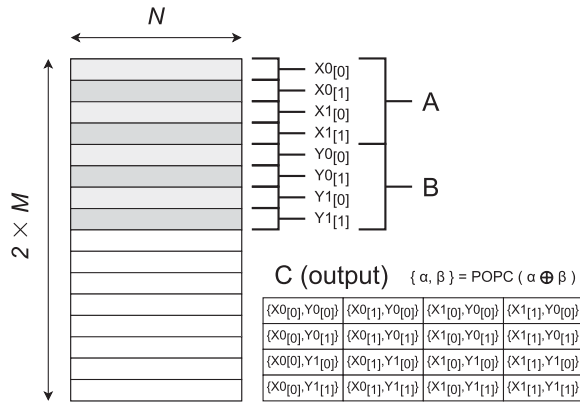 N
2 × M
X0[0]
X0[1]
X1[0]
X1[1]
A
Y0[0]
Y0[1]
Y1[0]
Y1[1]
B
C (output) { α, β } = POPC ( α ⊕ β )
{X0[0],Y0[0]} {X0[1],Y0[0]} {X1[0],Y0[0]} {X1[1],Y0[0]}
{X0[0],Y0[1]} {X0[1],Y0[1]} {X1[0],Y0[1]} {X1[1],Y0[1]}
{X0[0],Y1[0]} {X0[1],Y1[0]} {X1[0],Y1[0]} {X1[1],Y1[0]}
{X0[0],Y1[1]} {X0[1],Y1[1]} {X1[0],Y1[1]} {X1[1],Y1[1]}